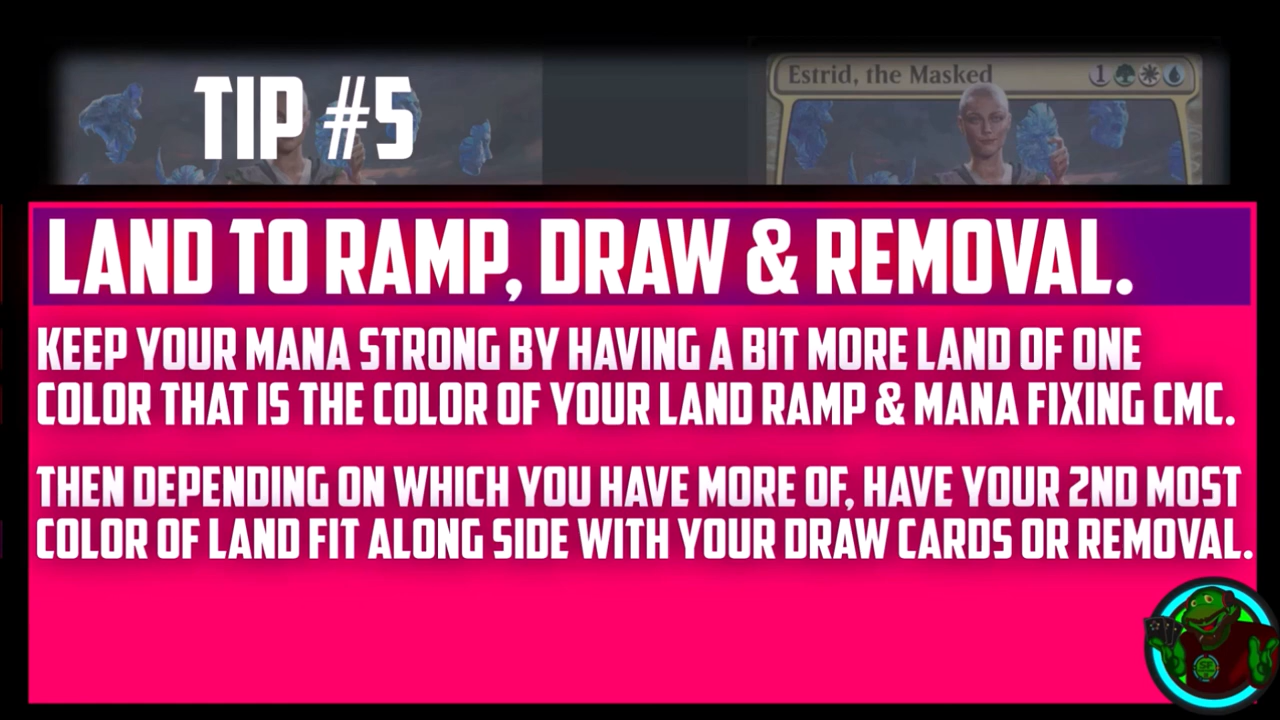 TIP #5
Estrid, the Masked
1
LAND TO RAMP, DRAW & REMOVAL.
KEEP YOUR MANA STRONG BY HAVING A BIT MORE LAND OF ONE
COLOR THAT IS THE COLOR OF YOUR LAND RAMP & MANA FIXING CMC.
THEN DEPENDING ON WHICH YOU HAVE MORE OF, HAVE YOUR 2ND MOST
COLOR OF LAND FIT ALONG SIDE WITH YOUR DRAW CARDS OR REMOVAL.